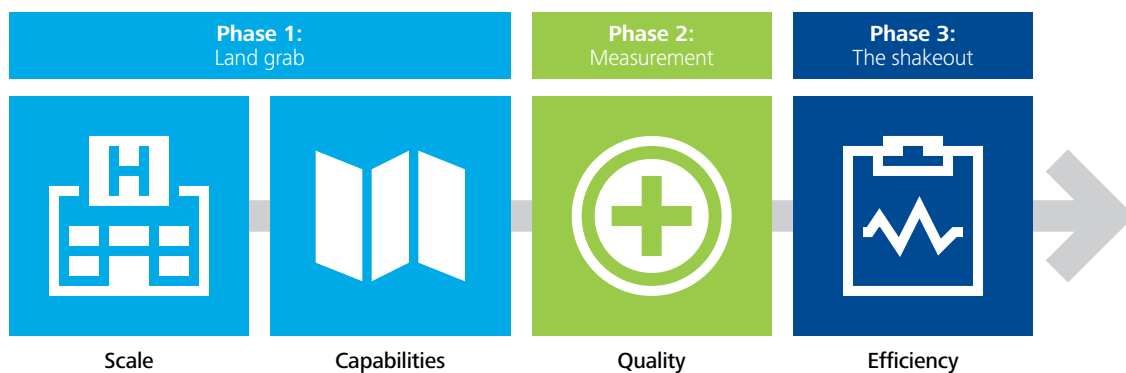 Phase 1:
Land grab
Phase 2:
Measurement
Phase 3:
The shakeout
H
Scale
Capabilities
Quality
Efficiency